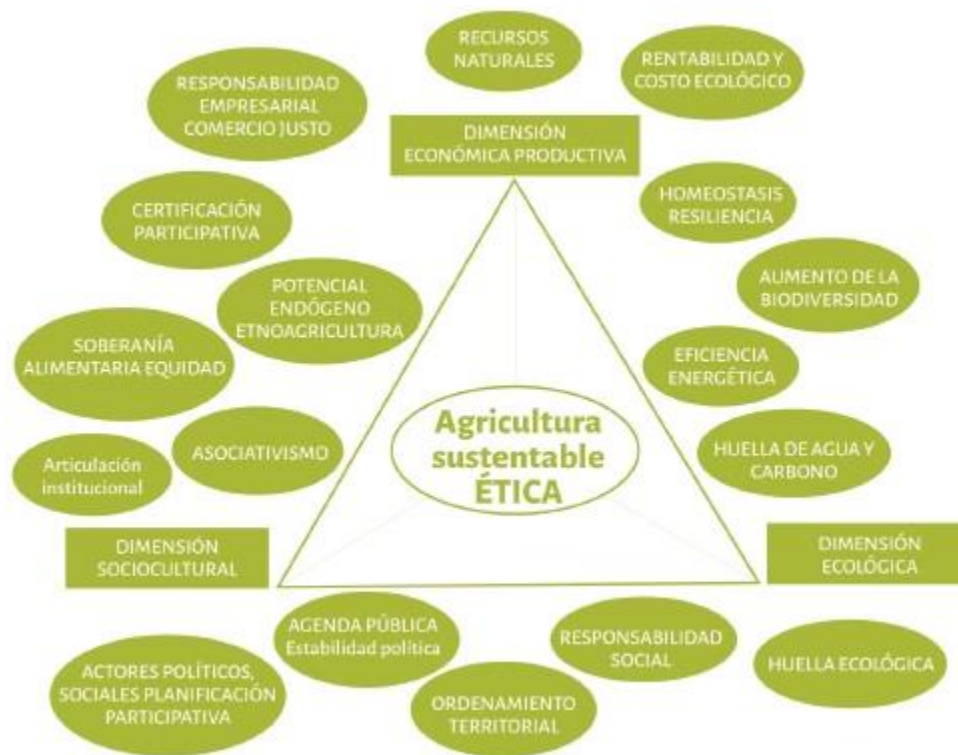 RECURSOS
NATURALES
RENTABILIDAD Y
COSTO ECOLÓGICO
RESPONSABILIDAD
EMPRESARIAL
COMERCIO JUSTO
DIMENSIÓN
ECONÓMICA PRODUCTIVA
HOMEOSTASIS
RESILIENCIA
CERTIFICACIÓN
PARTICIPATIVA
AUMENTO DE LA
BIODIVERSIDAD
POTENCIAL
ENDÓGENO
ETNOAGRICULTURA
SOBERANÍA
ALIMENTARIA EQUIDAD
EFICIENCIA
ENERGÉTICA
Agricultura
sustentable
ÉTICA
ASOCIATIVISMO
HUELLA DE AGUA Y
CARBONO
Articulación
institucional
DIMENSIÓN
SOCIOCULTURAL
DIMENSIÓN
ECOLÓGICA
AGENDA PÚBLICA
Estabilidad política
RESPONSABILIDAD
SOCIAL
HUELLA ECOLÓGICA
ACTORES POLÍTICOS,
SOCIALES PLANIFICACIÓN
PARTICIPATIVA
ORDENAMIENTO
TERRITORIAL